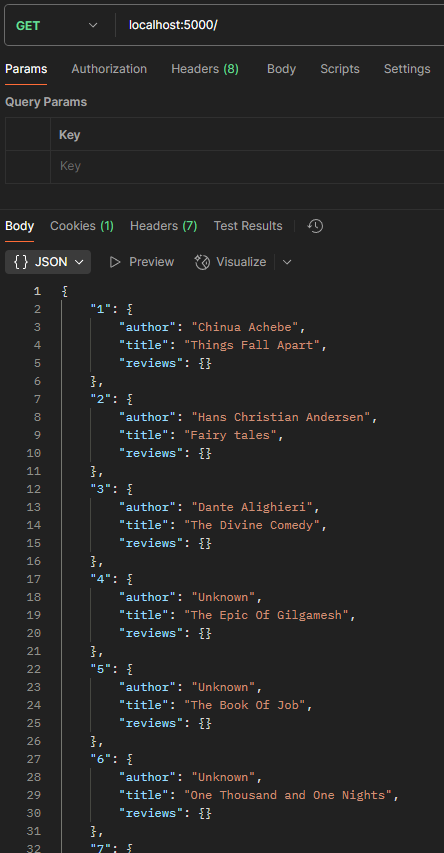 GET localhost:5000/
Params Authorization Headers (8) Body Scripts Settings
Query Params
Key
Key
Body Cookies (1) Headers (7) Test Results
{} JSON Preview Visualize
1 {
2 "1": {
3 "author": "Chinua Achebe",
4 "title": "Things Fall Apart",
5 "reviews": {}
6 },
7 "2": {
8 "author": "Hans Christian Andersen",
9 "title": "Fairy tales",
10 "reviews": {}
11 },
12 "3": {
13 "author": "Dante Alighieri",
14 "title": "The Divine Comedy",
15 "reviews": {}
16 },
17 "4": {
18 "author": "Unknown",
19 "title": "The Epic Of Gilgamesh",
20 "reviews": {}
21 },
22 "5": {
23 "author": "Unknown",
24 "title": "The Book Of Job",
25 "reviews": {}
26 },
27 "6": {
28 "author": "Unknown",
29 "title": "One Thousand and One Nights",
30 "reviews": {}
31 },
32 "7": {